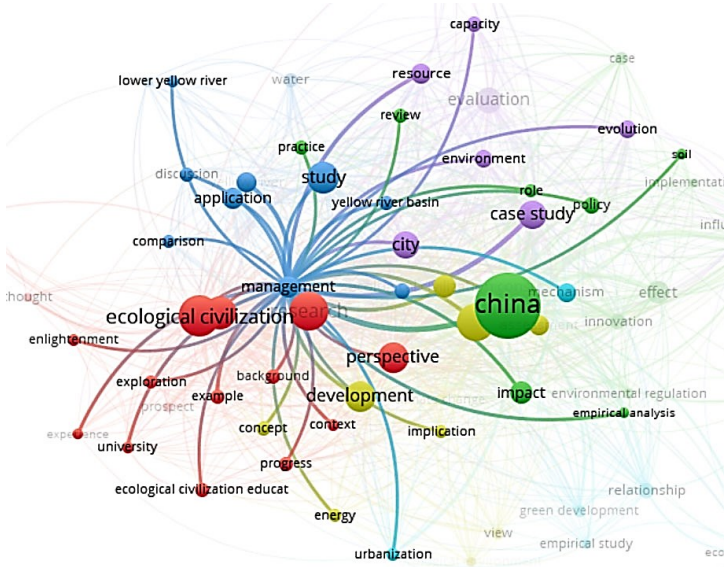 capacity
case
lower yellow river
water
resource
evaluation
review
evolution
practice
soil
environment
discussion
study
implementati
application
role
yellow river basin
policy
case study
influ
comparison
city
management
mechanism
effect
thought
china
ecological civilization
innovation
enlightenment
perspective
background
exploration
development
impact
environmental regulation
example
prospect
empirical analysis
context
concept
implication
experience
university
progress
ecological civilization educat
relationship
green development
energy
view
empirical study
urbanization
eco